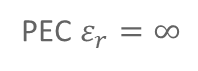 PEC 𝜀𝑟 = ∞